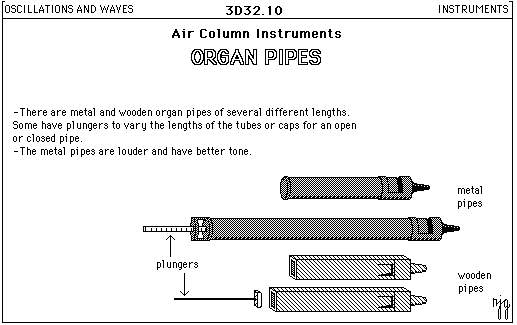 OSCILLATIONS AND WAVES 3D32.10 INSTRUMENTS
Air Column Instruments
ORGAN PIPES
-There are metal and wooden organ pipes of several different lengths.
Some have plungers to vary the lengths of the tubes or caps for an open
or closed pipe.
-The metal pipes are louder and have better tone.
metal
pipes
plungers
wooden
pipes